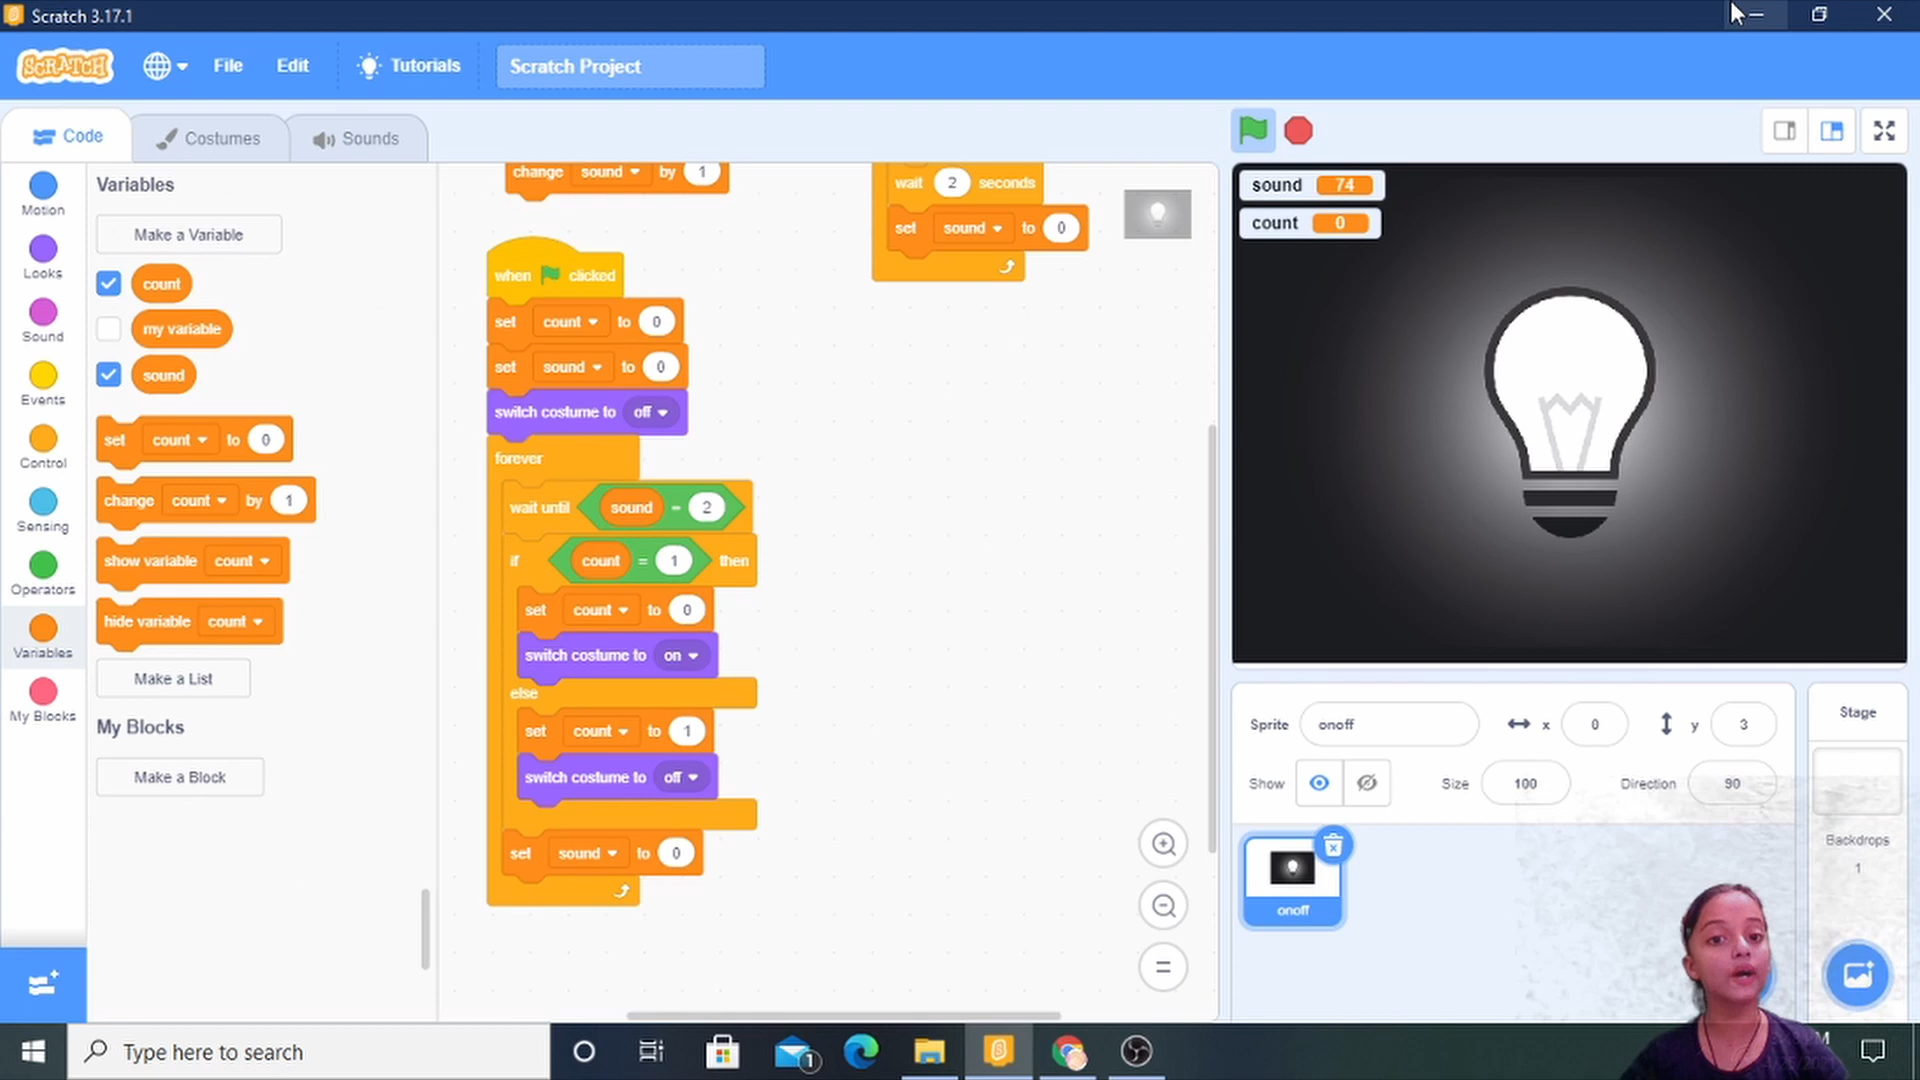 Scratch 3.17.1
SCRATCH
File
Edit
Tutorials
Scratch Project
Code
Costumes
Sounds
Motion
Looks
Sound
Events
Control
Sensing
Operators
Variables
My Blocks
Variables
Make a Variable
count
my variable
sound
set count to 0
change count by 1
show variable count
hide variable count
Make a List
My Blocks
Make a Block
change sound by 1
when clicked
set count to 0
set sound to 0
switch costume to off
forever
wait until sound = 2
if count = 1 then
set count to 0
switch costume to on
else
set count to 1
switch costume to off
set sound to 0
wait 2 seconds
set sound to 0
sound 74
count 0
Sprite onoff x 0 y 3
Show Size 100 Direction 90
onoff
Stage
Backdrops
1
Type here to search
1